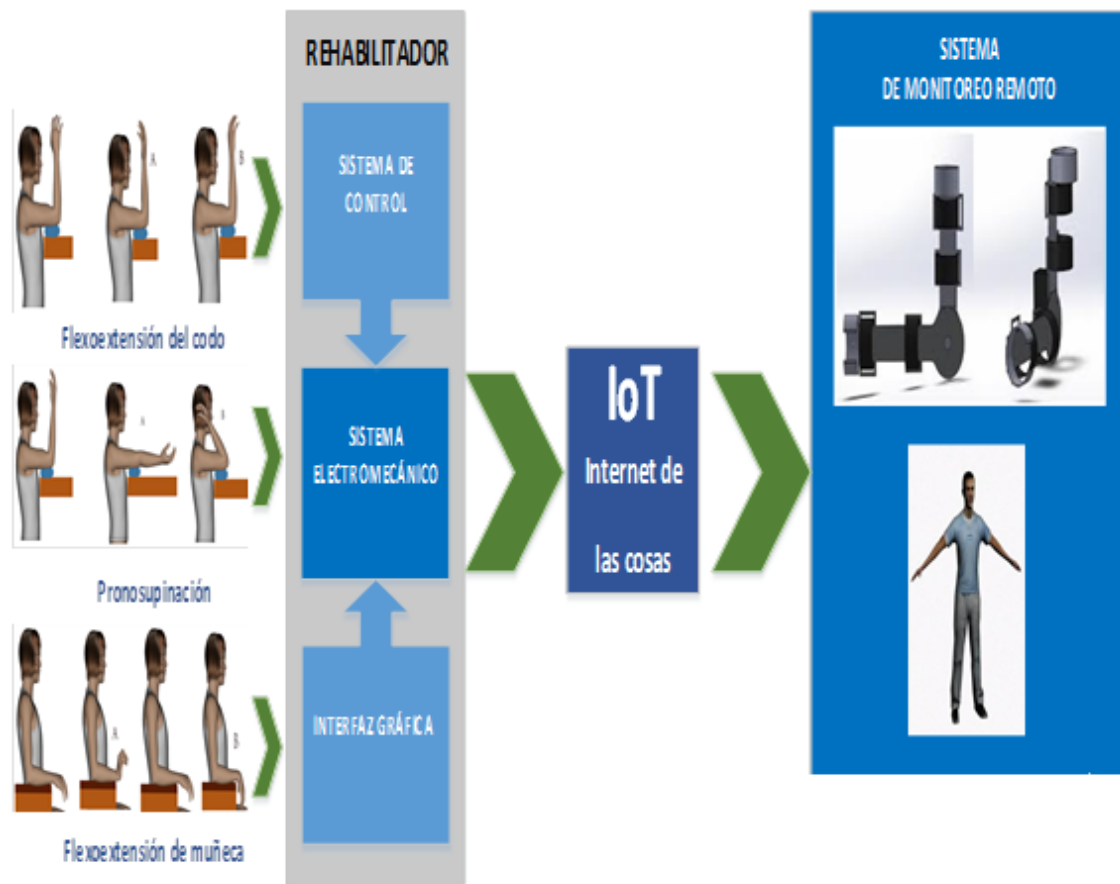 REHABILITADOR
SISTEMA DE
CONTROL
SISTEMA
ELECTROMECÁNICO
INTERFAZ GRÁFICA
A
B
Flexoextensión del codo
A
Pronosupinación
A
B
Flexoextensión de muñeca
IoT
Internet de
las cosas
SISTEMA
DE MONITOREO REMOTO